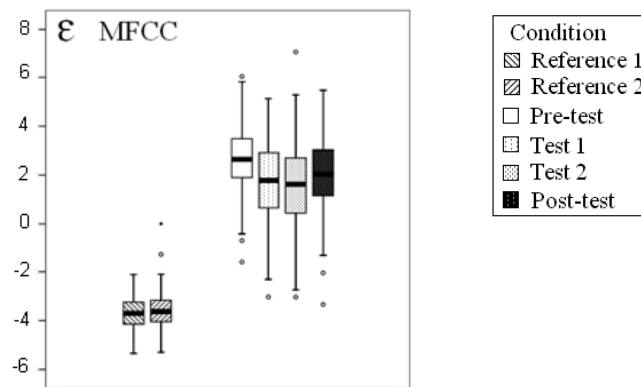 ε MFCC
8
6
4
2
0
-2
-4
-6
Condition
Reference 1
Reference 2
Pre-test
Test 1
Test 2
Post-test